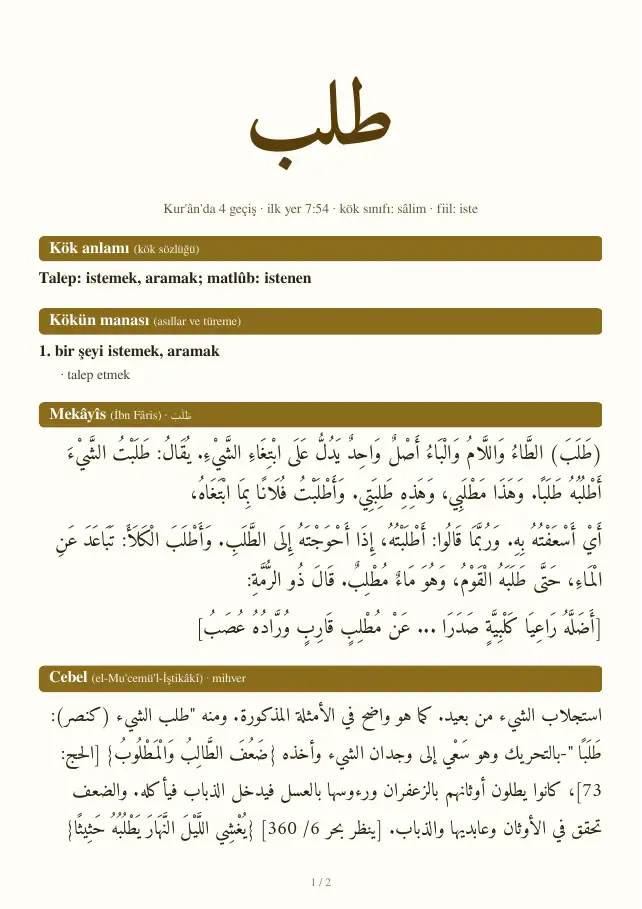 طلب
Kur'ân'da 4 geçiş · ilk yer 7:54 · kök sınıfı: sâlim · fiil: iste
Kök anlamı (kök sözlüğü)
Talep: istemek, aramak; matlûb: istenen
Kökün manası (asıllar ve türeme)
1. bir şeyi istemek, aramak
· talep etmek
Mekâyîs (İbn Fâris) · طَلَبَ
(طَلَبَ) الطَّاءُ وَاللَّامُ وَالْبَاءُ أَصْلٌ وَاحِدٌ يَدُلُّ عَلَى ابْتِغَاءِ الشَّيْءِ. يُقَالُ: طَلَبْتُ الشَّيْءَ
أَطْلُبُهُ طَلَبًا. وَهَذَا مَطْلَبِي، وَهَذِهِ طَلِبَتِي. وَأَطْلَبْتُ فُلَانًا بِمَا ابْتَغَاهُ،
أَيْ أَسْعَفْتُهُ بِهِ. وَرُبَّمَا قَالُوا: أَطْلَبْتُهُ، إِذَا أَحْوَجْتَهُ إِلَى الطَّلَبِ. وَأَطْلَبَ الْكَلَأُ: تَبَاعَدَ عَنِ
الْمَاءِ، حَتَّى طَلَبَهُ الْقَوْمُ، وَهُوَ مَاءٌ مُطْلِبٌ. قَالَ ذُو الرُّمَّةِ:
[أَضَلَّهُ رَاعِيَا كَلْبِيَّةٍ صَدَرَا ... عَنْ مُطْلِبٍ قَارِبٍ وُرَّادُهُ عُصَبُ]
Cebel (el-Mu'cemü'l-İştikâkî) · mihver
استجلاب الشيء من بعيد. كما هو واضح في الأمثلة المذكورة. ومنه "طلب الشيء (كنصر):
طَلَبًا "-بالتحريك وهو سَعْي إلى وجدان الشيء وأخذه {ضَعُفَ الطَّالِبُ وَالْمَطْلُوبُ} [الحج:
73]، كانوا يطلون أوثانهم بالزعفران ورءوسها بالعسل فيدخل الذباب فيأكله. والضعف
تحقق في الأوثان وعابديها والذباب. [ينظر بحر 6/ 360] {يُغْشِي اللَّيْلَ النَّهَارَ يَطْلُبُهُ حَثِيثًا}
1 / 2